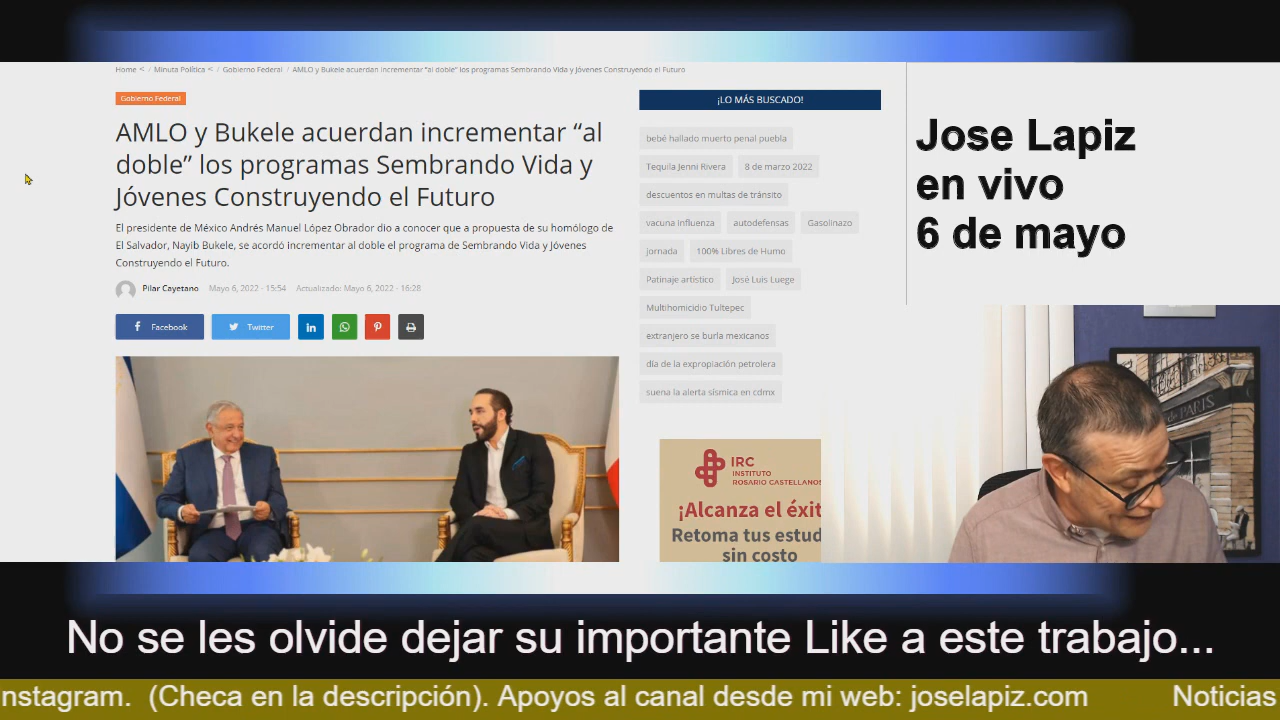 Home < / Minuta Política < / Gobierno Federal / AMLO y Bukele acuerdan incrementar “al doble” los programas Sembrando Vida y Jóvenes Construyendo el Futuro
Gobierno Federal
AMLO y Bukele acuerdan incrementar “al
doble” los programas Sembrando Vida y
Jóvenes Construyendo el Futuro
El presidente de México Andrés Manuel López Obrador dio a conocer que a propuesta de su homólogo de
El Salvador, Nayib Bukele, se acordó incrementar al doble el programa de Sembrando Vida y Jóvenes
Construyendo el Futuro.
Pilar Cayetano Mayo 6, 2022 - 15:54 Actualizado: Mayo 6, 2022 - 16:28
Facebook Twitter
¡LO MÁS BUSCADO!
bebé hallado muerto penal puebla
Tequila Jenni Rivera 8 de marzo 2022
descuentos en multas de tránsito
vacuna influenza autodefensas Gasolinazo
Jornada 100% Libres de Humo
Patinaje artistico José Luis Luege
Multihomicidio Tultepec
extranjero se burla mexicanos
día de la expropiación petrolera
suena la alerta sísmica en cdmx
IRC
INSTITUTO
ROSARIO CASTELLANOS
¡Alcanza el éxit
Retoma tus estud
sin costo
Jose Lapiz
en vivo
6 de mayo
de PARIS
No se les olvide dejar su importante Like a este trabajo...
nstagram. (Checa en la descripción). Apoyos al canal desde mi web: joselapiz.com Noticias